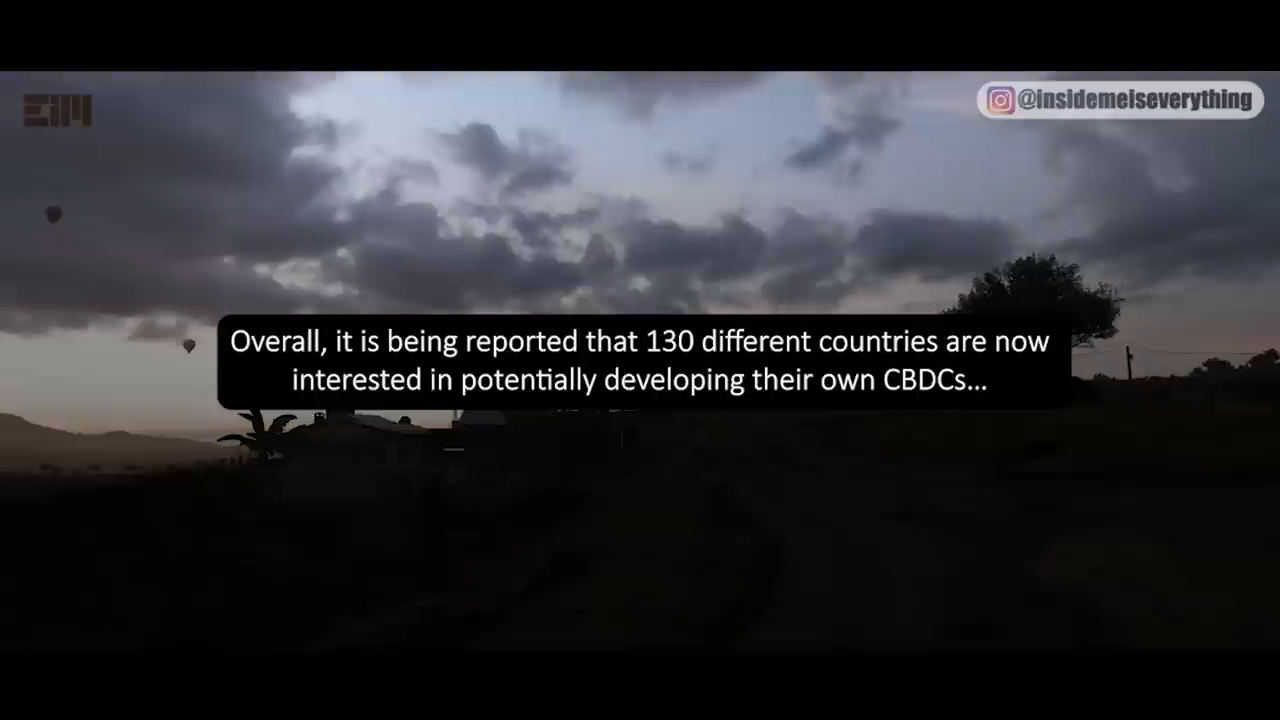 EIM
@insidemeiseverything
Overall, it is being reported that 130 different countries are now
interested in potentially developing their own CBDCs...